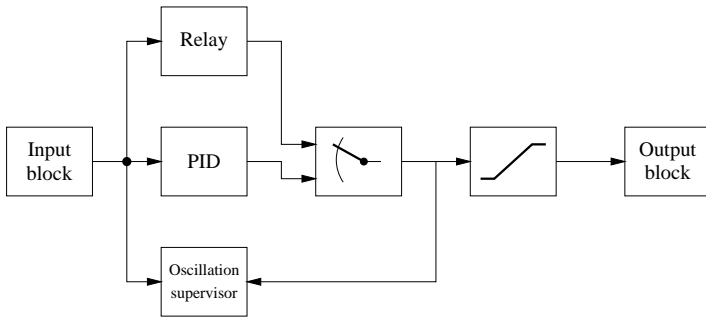 Relay
Input
block
PID
Output
block
Oscillation
supervisor